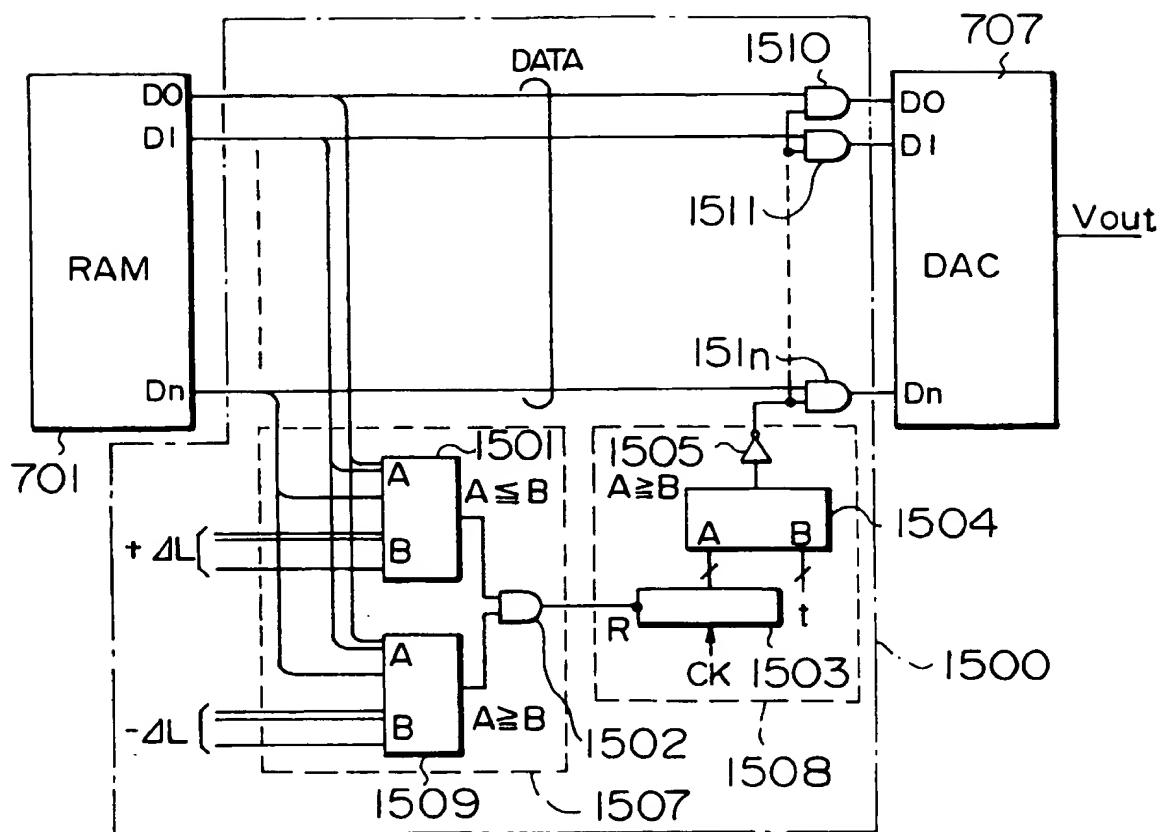 1510
707
DATA
D0
D0
D1
D1
1511
Vout
RAM
DAC
151n
Dn
Dn
701
1501
1505
A
A≦B
A≧B
1504
+ΔL
B
A
B
t
R
CK
1503
1500
A
-ΔL
B
A≧B
1502
1508
1509
1507